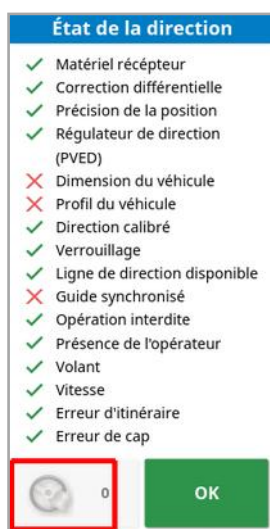 État de la direction
Matériel récépteur
Correction différentielle
Précision de la position
Régulateur de direction
(PVED)
Dimension du véhicule
Profil du véhicule
Direction calibré
Verrouillage
Ligne de direction disponible
Guide synchronisé
Opération interdite
Présence de l'opérateur
Volant
Vitesse
Erreur d'itinéraire
Erreur de cap
0
OK